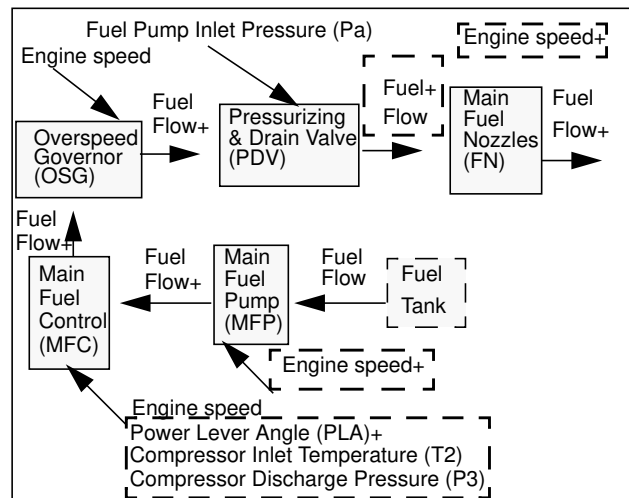 Fuel Pump Inlet Pressure (Pa)
Engine speed+
Engine speed
Fuel
Flow+
Fuel+
Flow
Fuel
Flow+
Overspeed
Governor
(OSG)
Pressurizing
& Drain Valve
(PDV)
Main
Fuel
Nozzles
(FN)
Fuel
Flow+
Main
Fuel
Control
(MFC)
Fuel
Flow+
Main
Fuel
Pump
(MFP)
Fuel
Flow
Fuel
Tank
Engine speed+
Engine speed
Power Lever Angle (PLA)+
Compressor Inlet Temperature (T2)
Compressor Discharge Pressure (P3)